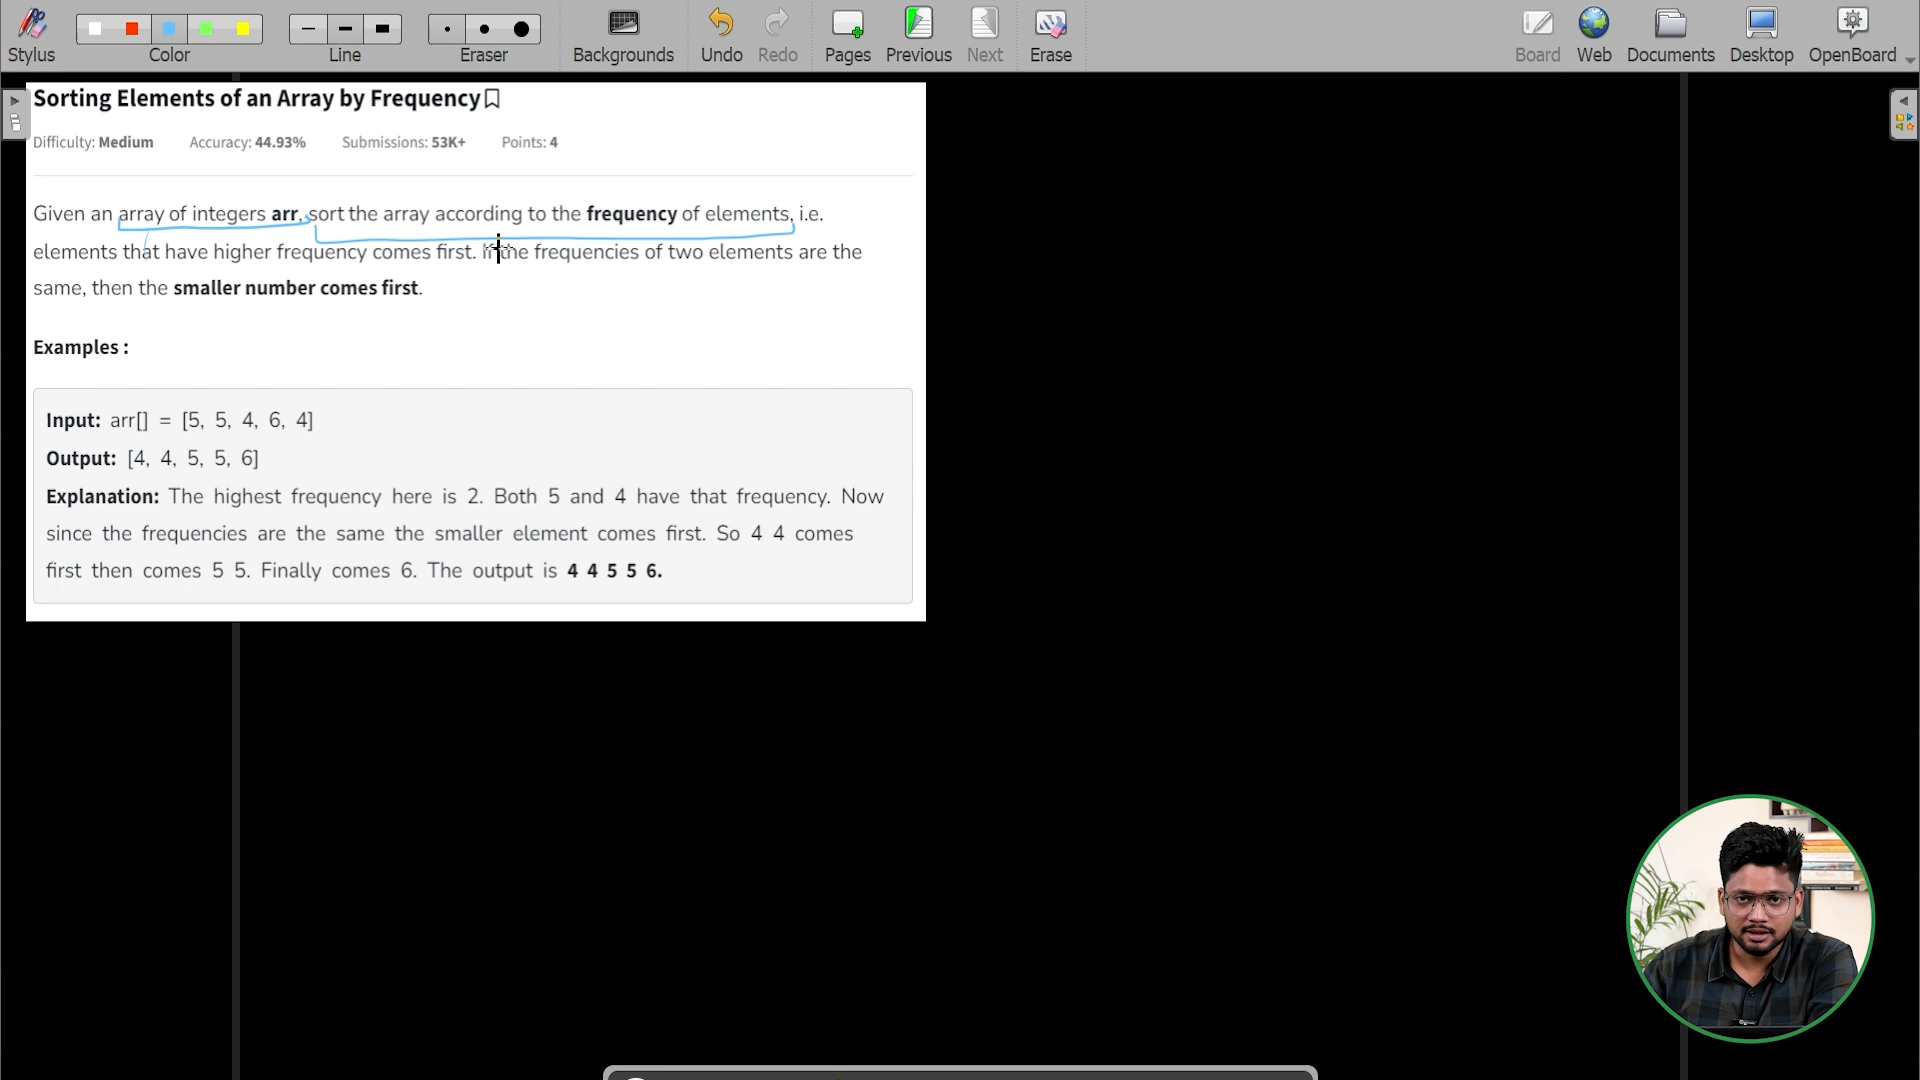 Stylus Color Line Eraser Backgrounds Undo Redo Pages Previous Next Erase Board Web Documents Desktop OpenBoard
Sorting Elements of an Array by Frequency
Difficulty: Medium Accuracy: 44.93% Submissions: 53K+ Points: 4
Given an array of integers arr, sort the array according to the frequency of elements, i.e.
elements that have higher frequency comes first. If the frequencies of two elements are the
same, then the smaller number comes first.
Examples :
Input: arr[] = [5, 5, 4, 6, 4]
Output: [4, 4, 5, 5, 6]
Explanation: The highest frequency here is 2. Both 5 and 4 have that frequency. Now
since the frequencies are the same the smaller element comes first. So 4 4 comes
first then comes 5 5. Finally comes 6. The output is 4 4 5 5 6.